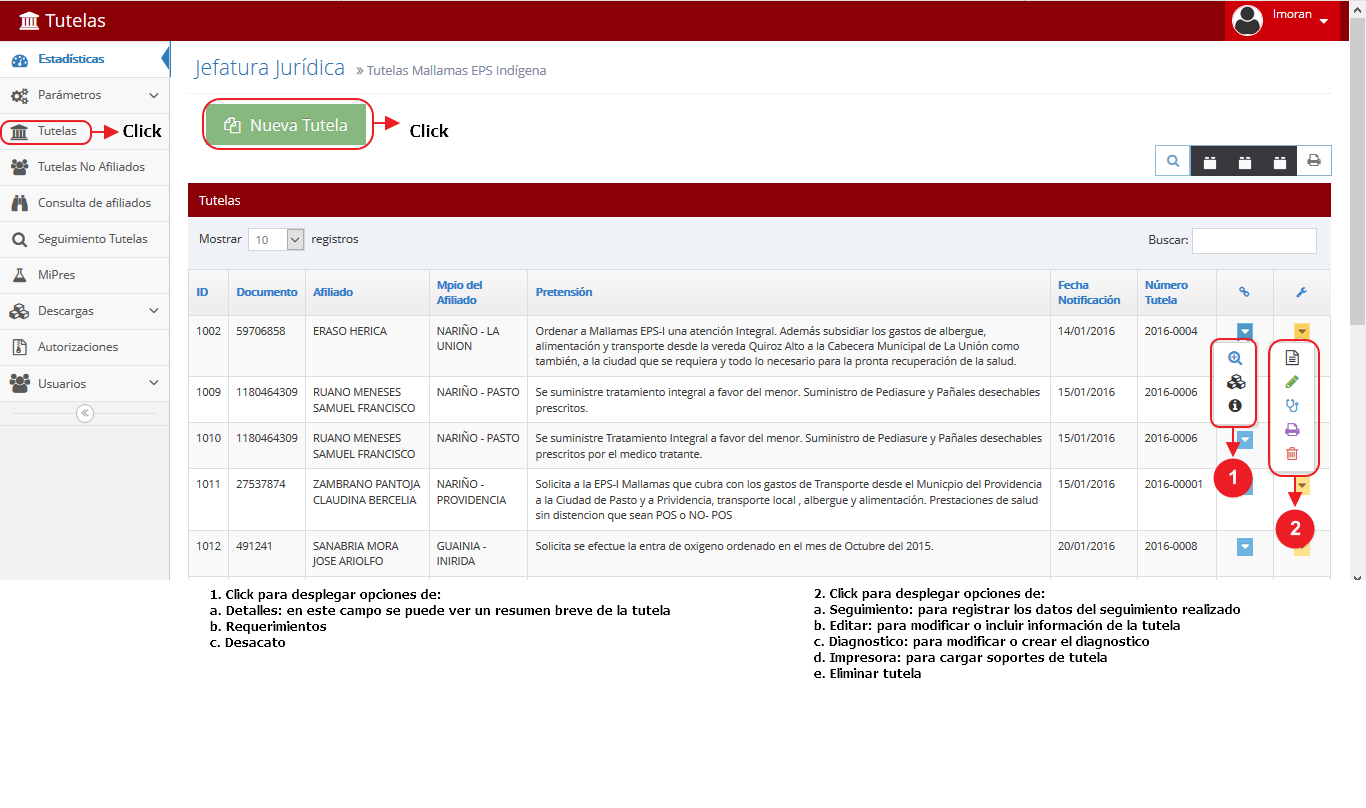 Tutelas
lmoran
Estadísticas
Parámetros
Tutelas
Click
Tutelas No Afiliados
Consulta de afiliados
Seguimiento Tutelas
MiPres
Descargas
Autorizaciones
Usuarios
Jefatura Jurídica » Tutelas Mallamas EPS Indígena
Nueva Tutela
Click
Tutelas
Mostrar 10 registros
Buscar:
ID Documento Afiliado Mpio del Afiliado Pretensión Fecha Notificación Número Tutela
1002 59706858 ERASO HERICA NARIÑO - LA UNION
Ordenar a Mallamas EPS-I una atención Integral. Además subsidiar los gastos de albergue,
alimentación y transporte desde la vereda Quiroz Alto a la Cabecera Municipal de La Unión como
también, a la ciudad que se requiera y todo lo necesario para la pronta recuperación de la salud.
14/01/2016 2016-0004
1009 1180464309 RUANO MENESES SAMUEL FRANCISCO NARIÑO - PASTO
Se suministre tratamiento integral a favor del menor. Suministro de Pediasure y Pañales desechables
prescritos.
15/01/2016 2016-0006
1010 1180464309 RUANO MENESES SAMUEL FRANCISCO NARIÑO - PASTO
Se suministre Tratamiento Integral a favor del menor. Suministro de Pediasure y Pañales desechables
prescritos por el medico tratante.
15/01/2016 2016-0006
1011 27537874 ZAMBRANO PANTOJA CLAUDINA BERCELIA NARIÑO - PROVIDENCIA
Solicita a la EPS-I Mallamas que cubra con los gastos de Transporte desde el Municpio del Providencia
a la Ciudad de Pasto y a Prividencia, transporte local , albergue y alimentación. Prestaciones de salud
sin distencion que sean POS o NO- POS
15/01/2016 2016-00001
1012 491241 SANABRIA MORA JOSE ARIOLFO GUAINIA - INIRIDA
Solicita se efectue la entra de oxigeno ordenado en el mes de Octubre del 2015.
20/01/2016 2016-0008
1
2
1. Click para desplegar opciones de:
a. Detalles: en este campo se puede ver un resumen breve de la tutela
b. Requerimientos
c. Desacato
2. Click para desplegar opciones de:
a. Seguimiento: para registrar los datos del seguimiento realizado
b. Editar: para modificar o incluir información de la tutela
c. Diagnostico: para modificar o crear el diagnostico
d. Impresora: para cargar soportes de tutela
e. Eliminar tutela